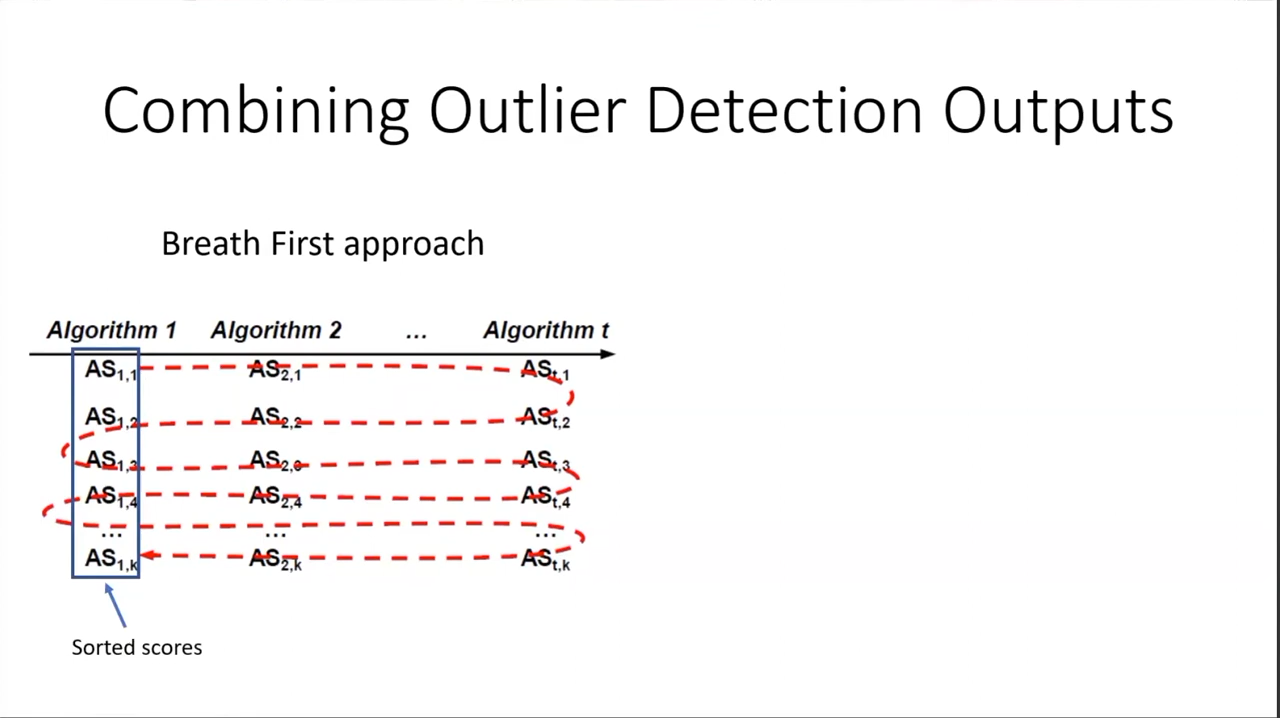 Combining Outlier Detection Outputs
Breath First approach
Algorithm 1 Algorithm 2 ... Algorithm t
AS1,1 AS2,1 ASt,1
AS1,2 AS2,2 ASt,2
AS1,3 AS2,3 ASt,3
AS1,4 AS2,4 ASt,4
... ... ...
AS1,k AS2,k ASt,k
Sorted scores